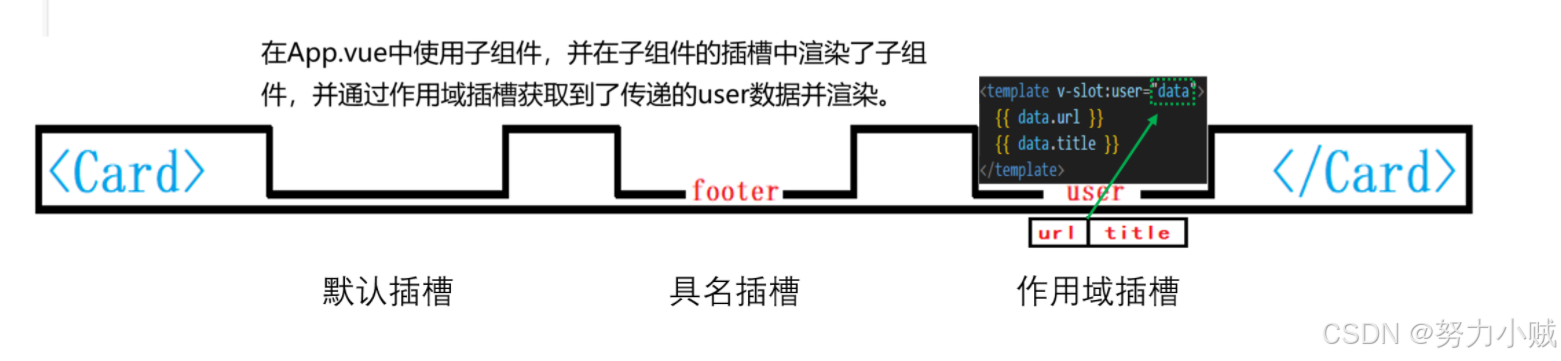 在App.vue中使用子组件，并在子组件的插槽中渲染了子组
件，并通过作用域插槽获取到了传递的user数据并渲染。
<template v-slot:user="data">
{{ data.url }}
{{ data.title }}
</template>
<Card>
footer
user
</Card>
url title
默认插槽 具名插槽 作用域插槽
CSDN @努力小贼